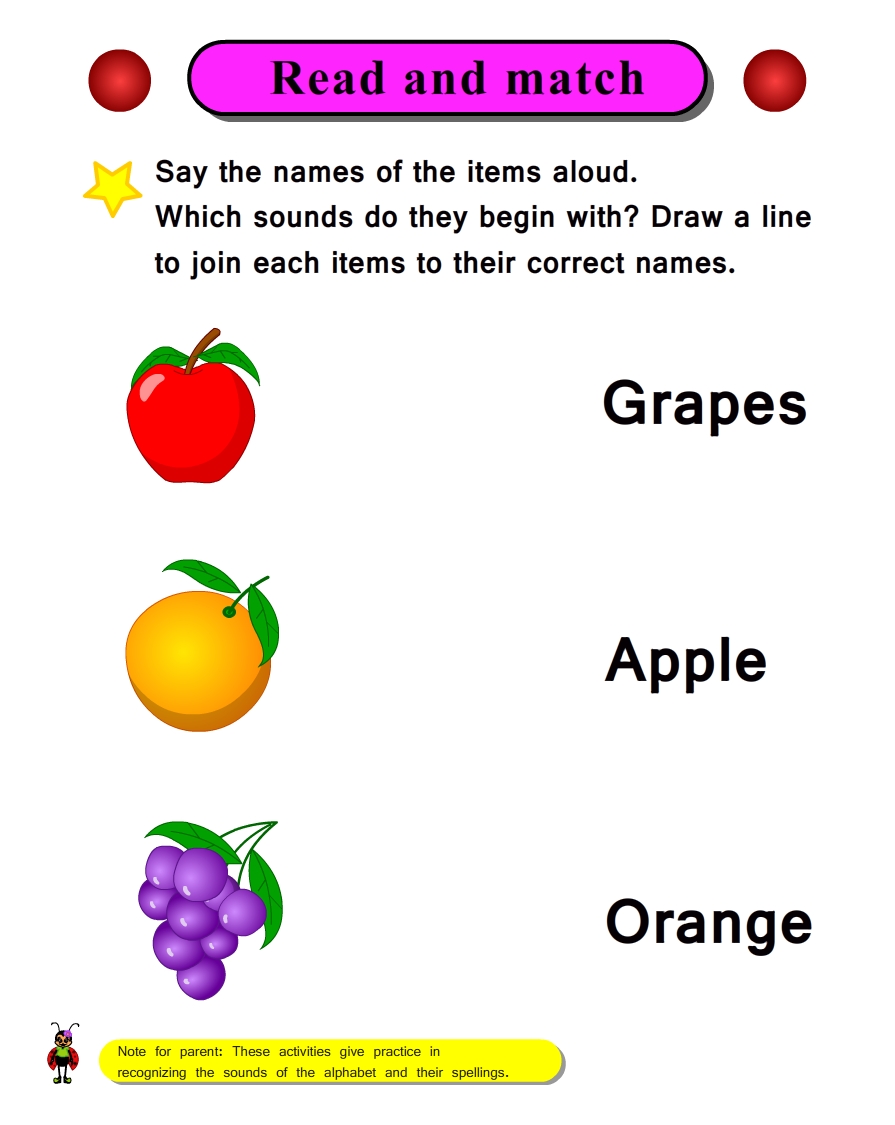 Read and match
Say the names of the items aloud.
Which sounds do they begin with? Draw a line
to join each items to their correct names.
Grapes
Apple
Orange
Note for parent: These activities give practice in
recognizing the sounds of the alphabet and their spellings.